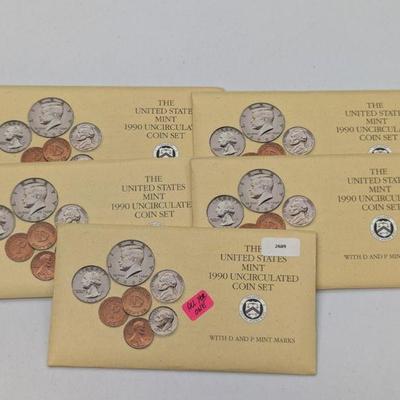 THE
UNITED STATES
MINT
1990 UNCIRCULATED
COIN SET
THE
UNITED STATES
MINT
1990 UNCIRCULATED
COIN SET
THE
UNITED STATES
MINT
1990 UNCIRCULATED
COIN SET
THE
UNITED STATES
MINT
1990 UNCIRCULATED
COIN SET
WITH D AND P MINT MARKS
THE
2689
UNITED STATES
MINT
1990 UNCIRCULATED
COIN SET
WITH D AND P MINT MARKS